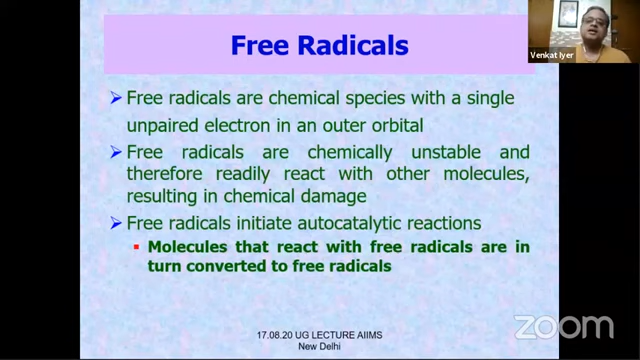 Free Radicals
Venkat Iyer
Free radicals are chemical species with a single
unpaired electron in an outer orbital
Free radicals are chemically unstable and
therefore readily react with other molecules,
resulting in chemical damage
Free radicals initiate autocatalytic reactions
Molecules that react with free radicals are in
turn converted to free radicals
17.08.20 UG LECTURE AIIMS
New Delhi
zoom